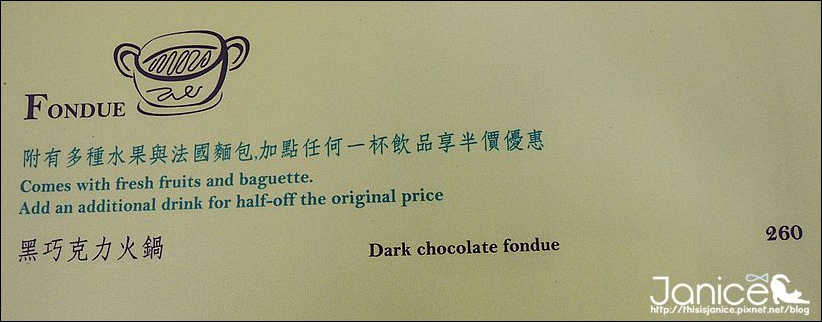 FONDUE
附有多種水果與法國麵包,加點任何一杯飲品享半價優惠
Comes with fresh fruits and baguette.
Add an additional drink for half-off the original price
黑巧克力火鍋 Dark chocolate fondue 260
Janice
http://thisisjanice.pixnet.net/blog